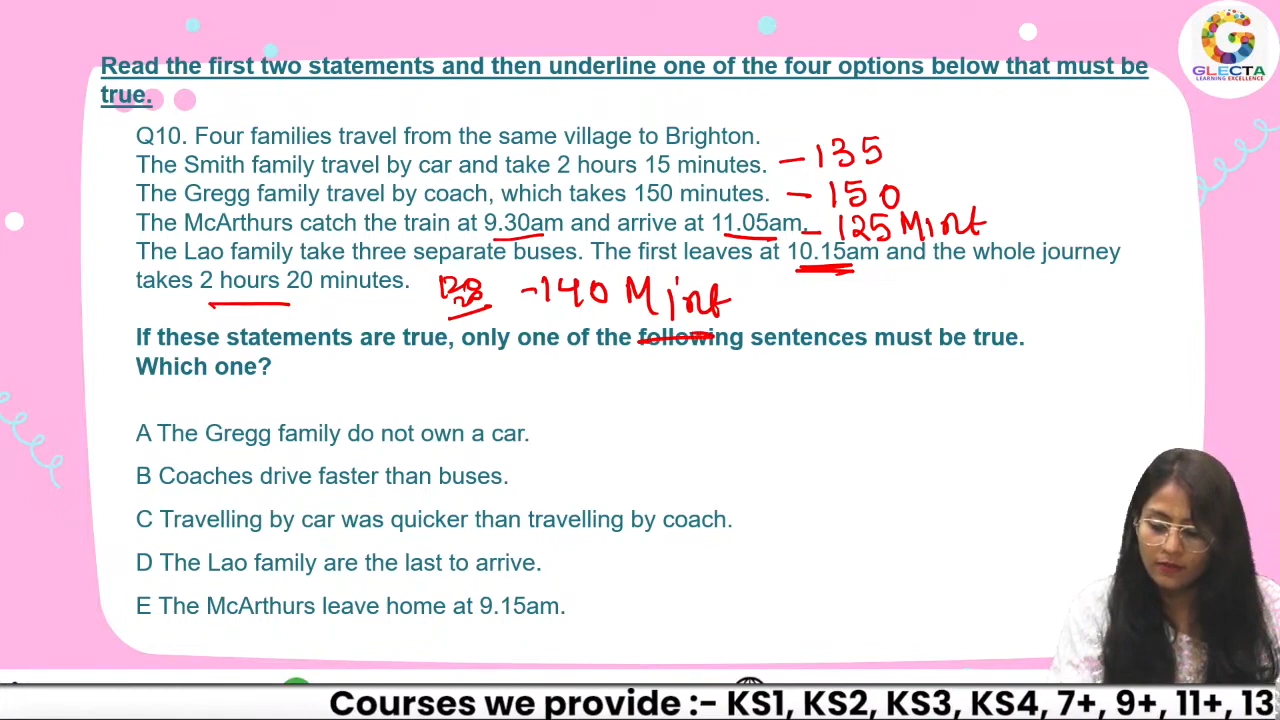 GLECTA
LEARNING EXCELLENCE
Read the first two statements and then underline one of the four options below that must be
true.
Q10. Four families travel from the same village to Brighton.
The Smith family travel by car and take 2 hours 15 minutes. – 135
The Gregg family travel by coach, which takes 150 minutes. – 150
The McArthurs catch the train at 9.30am and arrive at 11.05am. – 125 Mint
The Lao family take three separate buses. The first leaves at 10.15am and the whole journey
takes 2 hours 20 minutes. - 140 Mint
If these statements are true, only one of the following sentences must be true.
Which one?
A The Gregg family do not own a car.
B Coaches drive faster than buses.
C Travelling by car was quicker than travelling by coach.
D The Lao family are the last to arrive.
E The McArthurs leave home at 9.15am.
Courses we provide :- KS1, KS2, KS3, KS4, 7+, 9+, 11+, 13